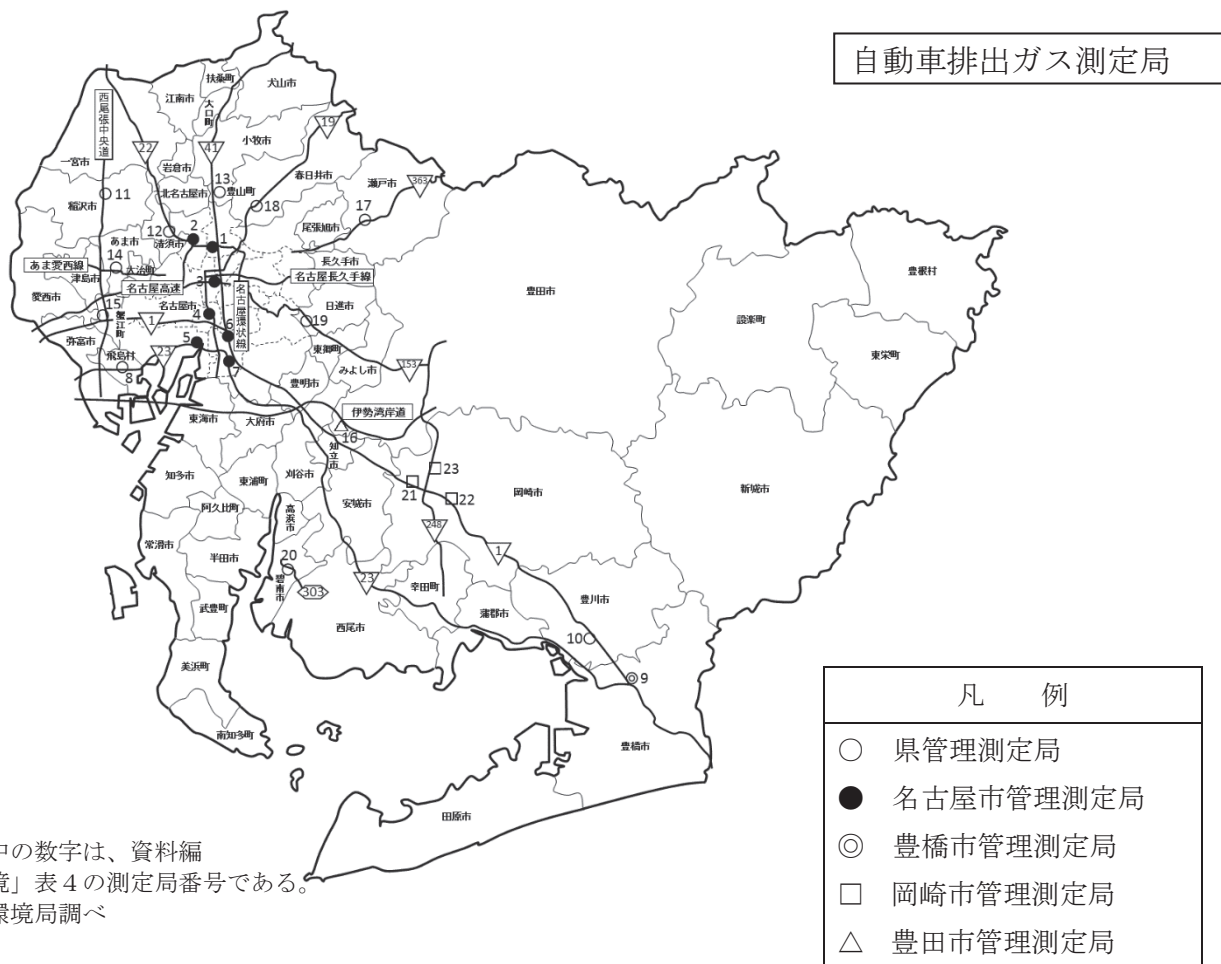 自動車排出ガス測定局
扶桑町
犬山市
江南市
大口町
西尾張中央道
小牧市
19
22
41
一宮市
岩倉市
春日井市
瀬戸市
363
13
豊山町
北名古屋市
11
18
17
稲沢市
尾張旭市
12
清須市
2
1
あま市
長久手市
14
大治町
あま愛西線
名古屋長久手線
津島市
3
名古屋高速
名古屋環状線
愛西市
15
名古屋市
日進市
4
19
蟹江町
1
6
弥富市
5
東郷町
飛島村
23
8
7
みよし市
153
豊明市
豊田市
設楽町
豊根村
東栄町
新城市
東海市
大府市
伊勢湾岸道
16
知立市
知多市
東浦町
刈谷市
23
21
22
岡崎市
安城市
阿久比町
高浜市
248
常滑市
半田市
1
20
碧南市
303
23
幸田町
武豊町
西尾市
蒲郡市
豊川市
10
美浜町
9
南知多町
豊橋市
田原市
中の数字は、資料編
境」表４の測定局番号である。
環境局調べ
凡　例
○ 県管理測定局
● 名古屋市管理測定局
◎ 豊橋市管理測定局
□ 岡崎市管理測定局
△ 豊田市管理測定局